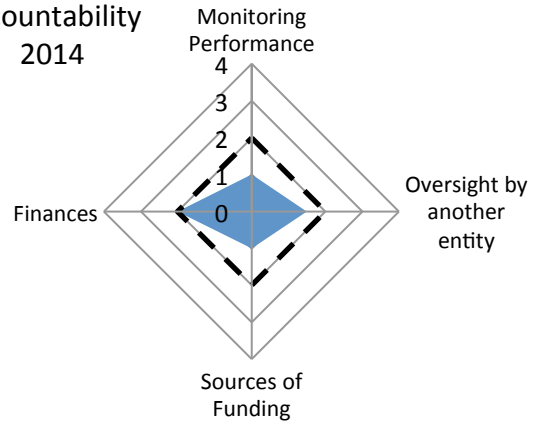 ountability
2014
Monitoring
Performance
4
3
2
1
0
Oversight by
another
entity
Finances
Sources of
Funding